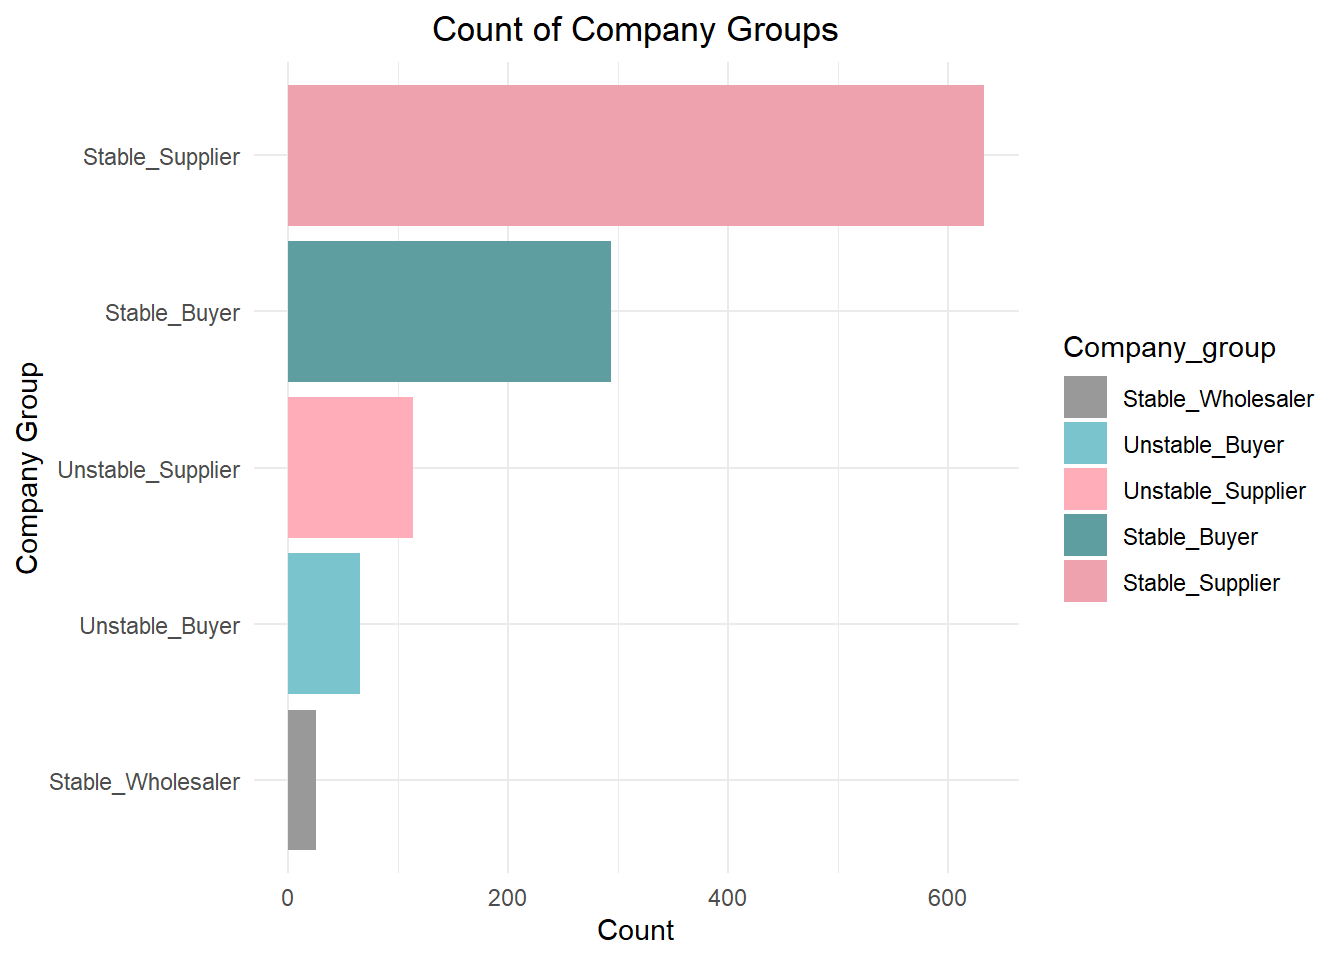 Count of Company Groups
Company Group
Stable_Supplier
Stable_Buyer
Unstable_Supplier
Unstable_Buyer
Stable_Wholesaler
0 200 400 600
Count
Company_group
Stable_Wholesaler
Unstable_Buyer
Unstable_Supplier
Stable_Buyer
Stable_Supplier